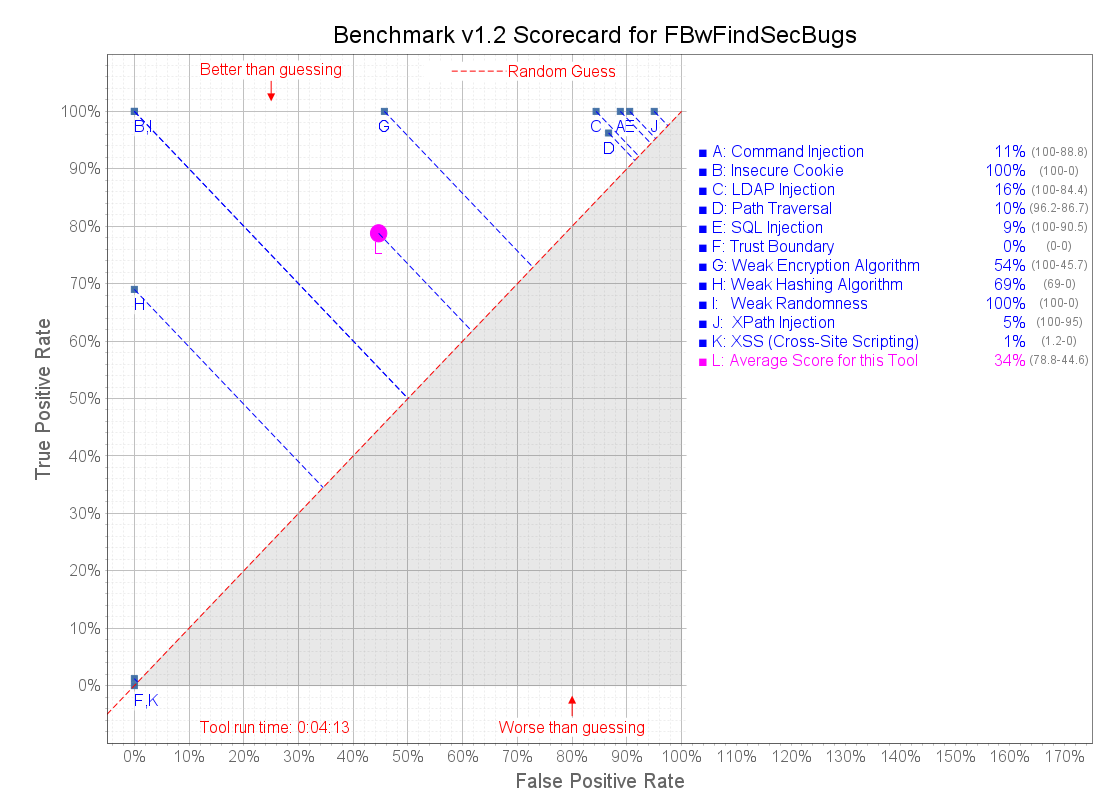 Benchmark v1.2 Scorecard for FBwFindSecBugs
Better than guessing
Random Guess
100%
90%
80%
70%
60%
50%
40%
30%
20%
10%
0%
True Positive Rate
B,I
G
C
A
E
J
D
L
H
F,K
A: Command Injection 11% (100-88.8)
B: Insecure Cookie 100% (100-0)
C: LDAP Injection 16% (100-84.4)
D: Path Traversal 10% (96.2-86.7)
E: SQL Injection 9% (100-90.5)
F: Trust Boundary 0% (0-0)
G: Weak Encryption Algorithm 54% (100-45.7)
H: Weak Hashing Algorithm 69% (69-0)
I: Weak Randomness 100% (100-0)
J: XPath Injection 5% (100-95)
K: XSS (Cross-Site Scripting) 1% (1.2-0)
L: Average Score for this Tool 34% (78.8-44.6)
Tool run time: 0:04:13
Worse than guessing
0% 10% 20% 30% 40% 50% 60% 70% 80% 90% 100% 110% 120% 130% 140% 150% 160% 170%
False Positive Rate